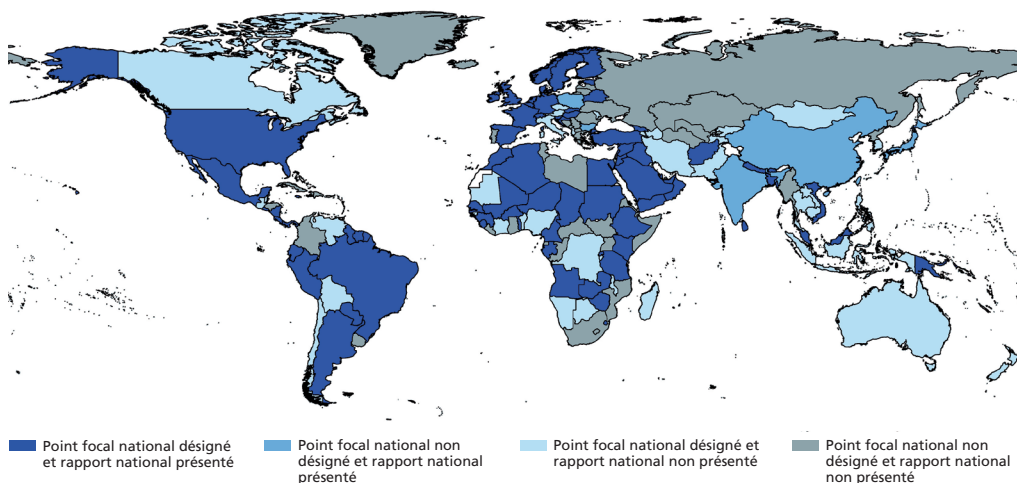 Point focal national désigné
et rapport national présenté
Point focal national non
désigné et rapport national
présenté
Point focal national désigné et
rapport national non présenté
Point focal national non
désigné et rapport national
non présenté